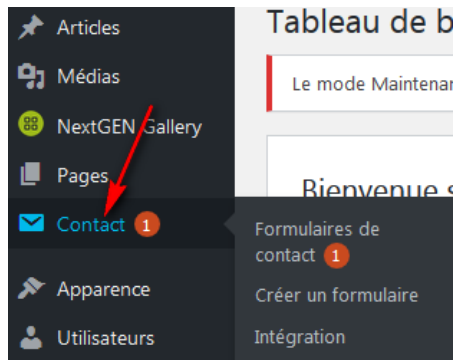 Articles
Médias
NextGEN Gallery
Pages
Contact 1
Apparence
Utilisateurs
Tableau de b
Le mode Maintenar
Bienvenue s
Formulaires de
contact 1
Créer un formulaire
Intégration